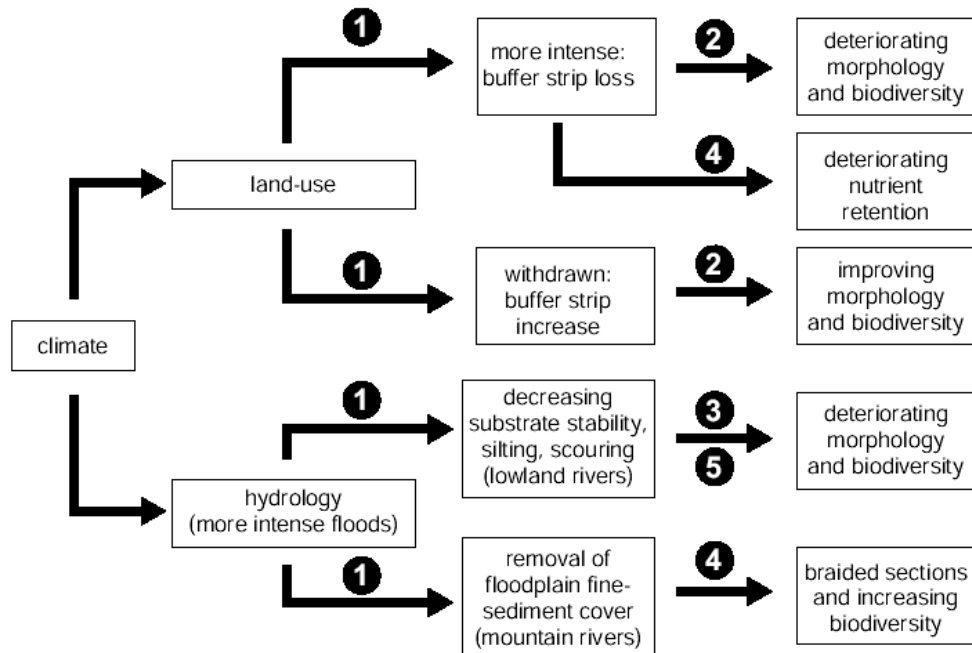 1
more intense:
buffer strip loss
2
deteriorating
morphology
and biodiversity
4
deteriorating
nutrient
retention
land-use
1
withdrawn:
buffer strip
increase
2
improving
morphology
and biodiversity
climate
1
decreasing
substrate stability,
silting, scouring
(lowland rivers)
3
5
deteriorating
morphology
and biodiversity
hydrology
(more intense floods)
1
removal of
floodplain fine-
sediment cover
(mountain rivers)
4
braided sections
and increasing
biodiversity